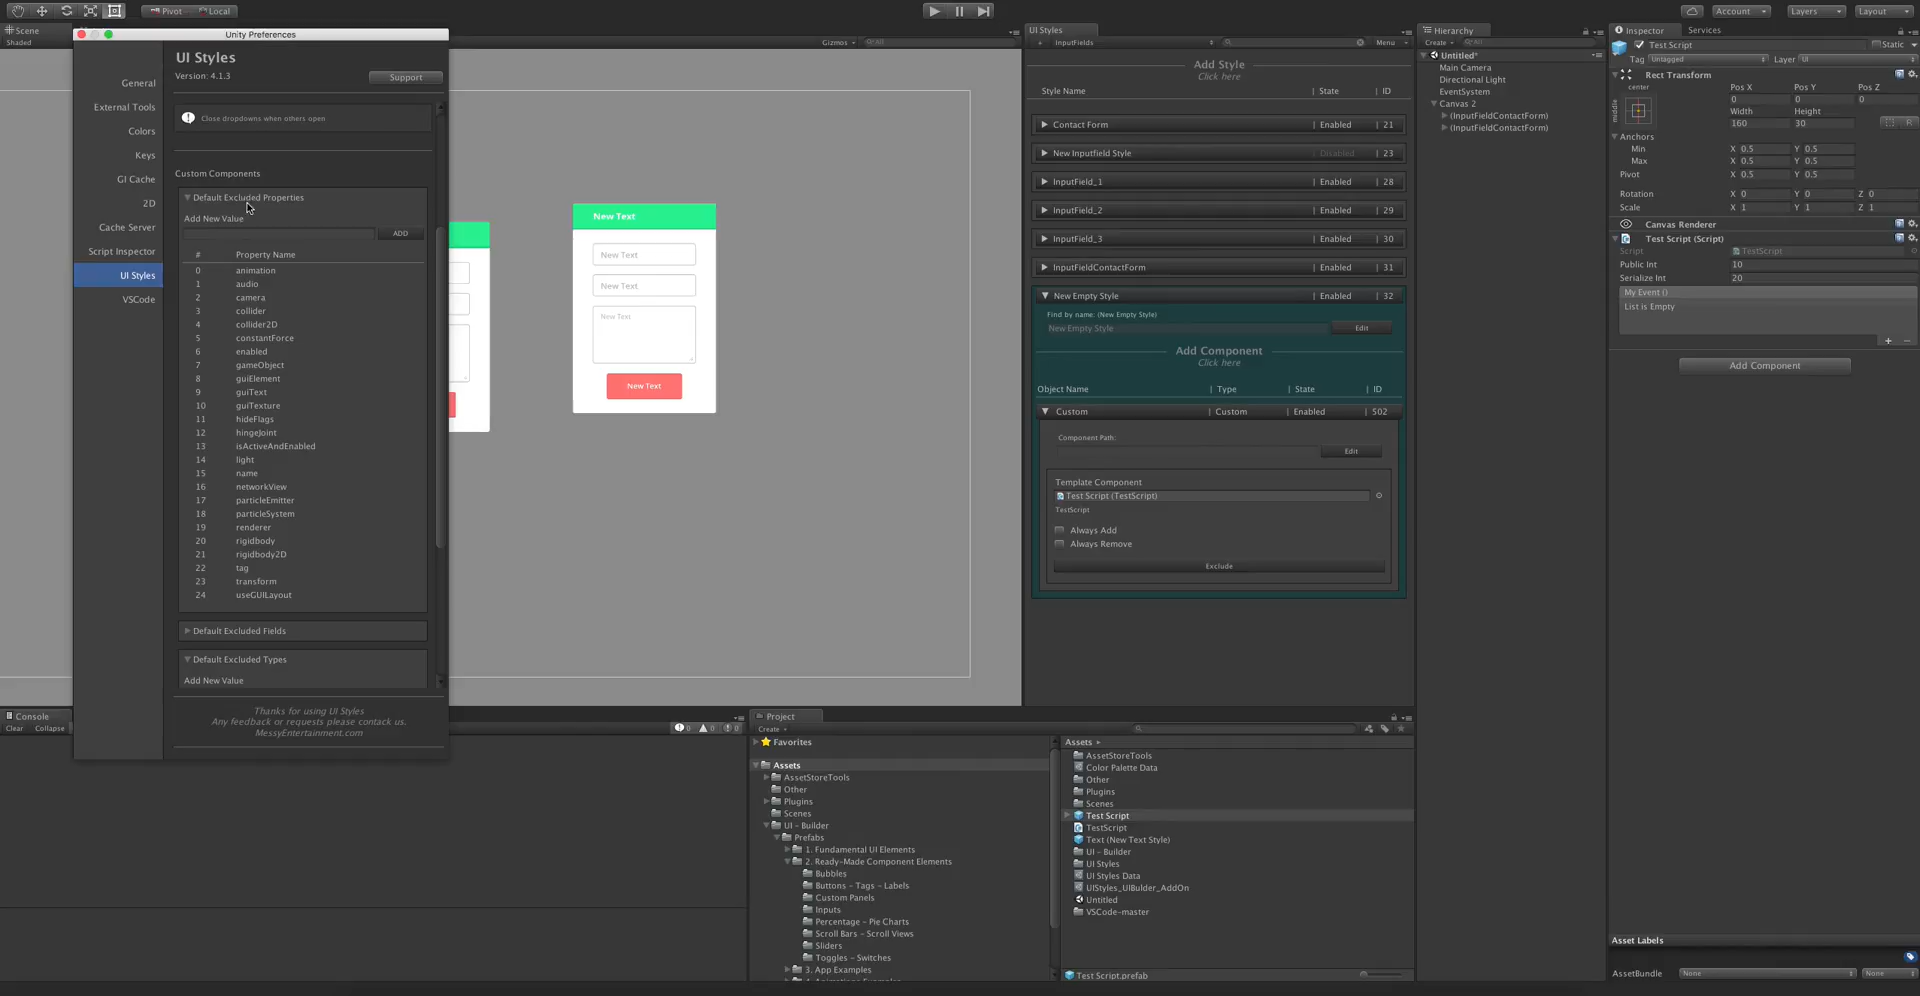 Pivot
Local
Account
Layers
Layout
Scene
Shaded
Gizmos
All
Unity Preferences
General
External Tools
Colors
Keys
GI Cache
2D
Cache Server
Script Inspector
UI Styles
VSCode
UI Styles
Version: 4.1.3
Support
Close dropdowns when others open
Custom Components
Default Excluded Properties
Add New Value
ADD
# Property Name
0 animation
1 audio
2 camera
3 collider
4 collider2D
5 constantForce
6 enabled
7 gameObject
8 guiElement
9 guiText
10 guiTexture
11 hideFlags
12 hingeJoint
13 isActiveAndEnabled
14 light
15 name
16 networkView
17 particleEmitter
18 particleSystem
19 renderer
20 rigidbody
21 rigidbody2D
22 tag
23 transform
24 useGUILayout
Default Excluded Fields
Default Excluded Types
Add New Value
Thanks for using UI Styles
Any feedback or requests please contact us.
MessyEntertainment.com
New Text
New Text
New Text
New Text
New Text
UI Styles
+ InputFields Menu
Add Style
Click here
Style Name | State | ID
Contact Form | Enabled | 21
New Inputfield Style | Disabled | 23
InputField_1 | Enabled | 28
InputField_2 | Enabled | 29
InputField_3 | Enabled | 30
InputFieldContactForm | Enabled | 31
New Empty Style | Enabled | 32
Find by name: (New Empty Style)
New Empty Style Edit
Add Component
Click here
Object Name | Type | State | ID
Custom | Custom | Enabled | 502
Component Path:
Edit
Template Component
Test Script (TestScript)
TestScript
Always Add
Always Remove
Exclude
Hierarchy
Create All
Untitled*
Main Camera
Directional Light
EventSystem
Canvas 2
(InputFieldContactForm)
(InputFieldContactForm)
Inspector Services
Test Script Static
Tag Untagged Layer UI
Rect Transform
center
middle
Pos X Pos Y Pos Z
0 0 0
Width Height
160 30
R
Anchors
Min X 0.5 Y 0.5
Max X 0.5 Y 0.5
Pivot X 0.5 Y 0.5
Rotation X 0 Y 0 Z 0
Scale X 1 Y 1 Z 1
Canvas Renderer
Test Script (Script)
Script TestScript
Public Int 10
Serialize Int 20
My Event ()
List is Empty
+ −
Add Component
Asset Labels
AssetBundle None None
Console
Clear Collapse
0 0 0
Project
Create
Favorites
Assets
AssetStoreTools
Other
Plugins
Scenes
UI - Builder
Prefabs
1. Fundamental UI Elements
2. Ready-Made Component Elements
Bubbles
Buttons - Tags - Labels
Custom Panels
Inputs
Percentage - Pie Charts
Scroll Bars - Scroll Views
Sliders
Toggles - Switches
3. App Examples
Assets
AssetStoreTools
Color Palette Data
Other
Plugins
Scenes
Test Script
TestScript
Text (New Text Style)
UI - Builder
UI Styles
UI Styles Data
UIStyles_UIBulder_AddOn
Untitled
VSCode-master
Test Script.prefab